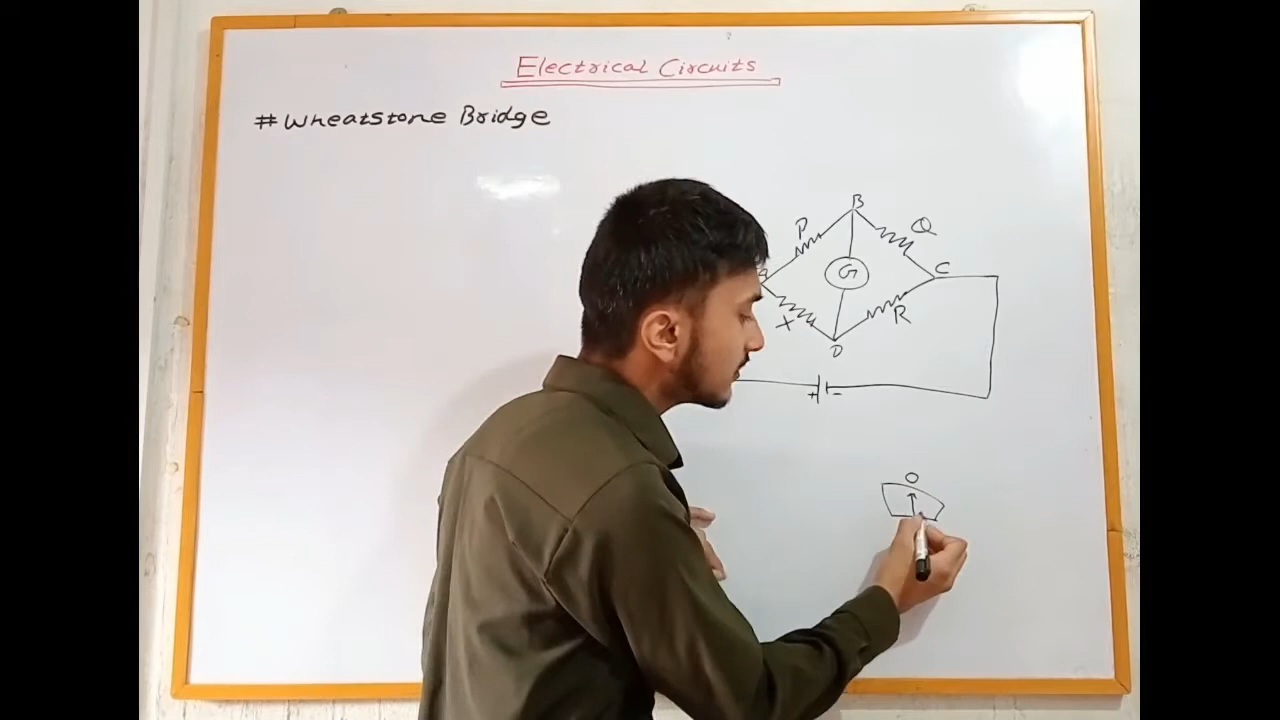 Electrical Circuits
# Wheatstone Bridge
B
P
Q
G
C
X
R
D
+ -
0